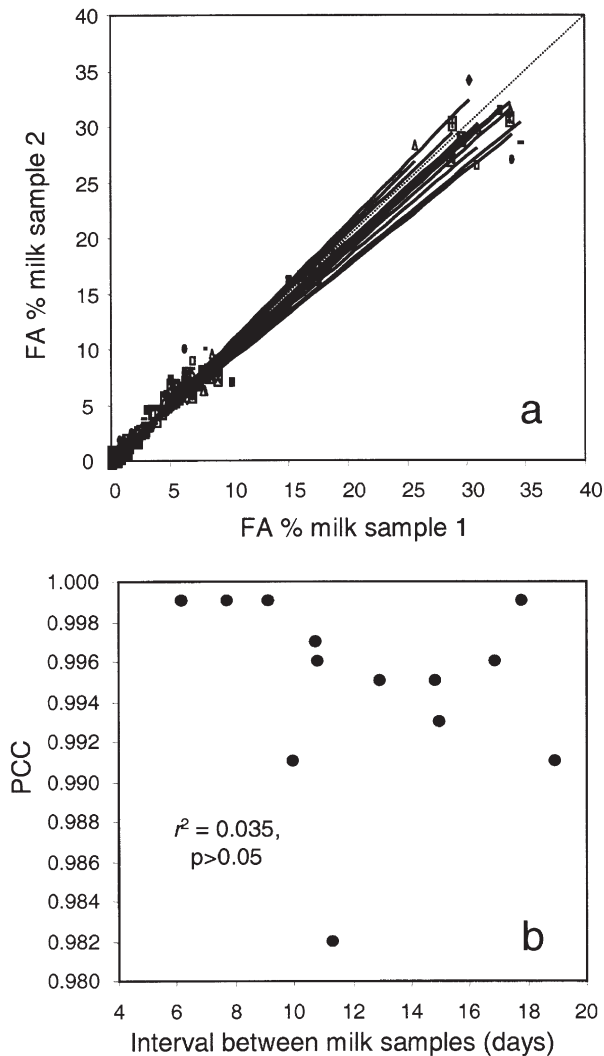 40
35
30
25
20
15
10
5
0
FA % milk sample 2
a
0 5 10 15 20 25 30 35 40
FA % milk sample 1
1.000
0.998
0.996
0.994
0.992
0.990
0.988
0.986
0.984
0.982
0.980
PCC
r² = 0.035,
p>0.05
b
4 6 8 10 12 14 16 18 20
Interval between milk samples (days)